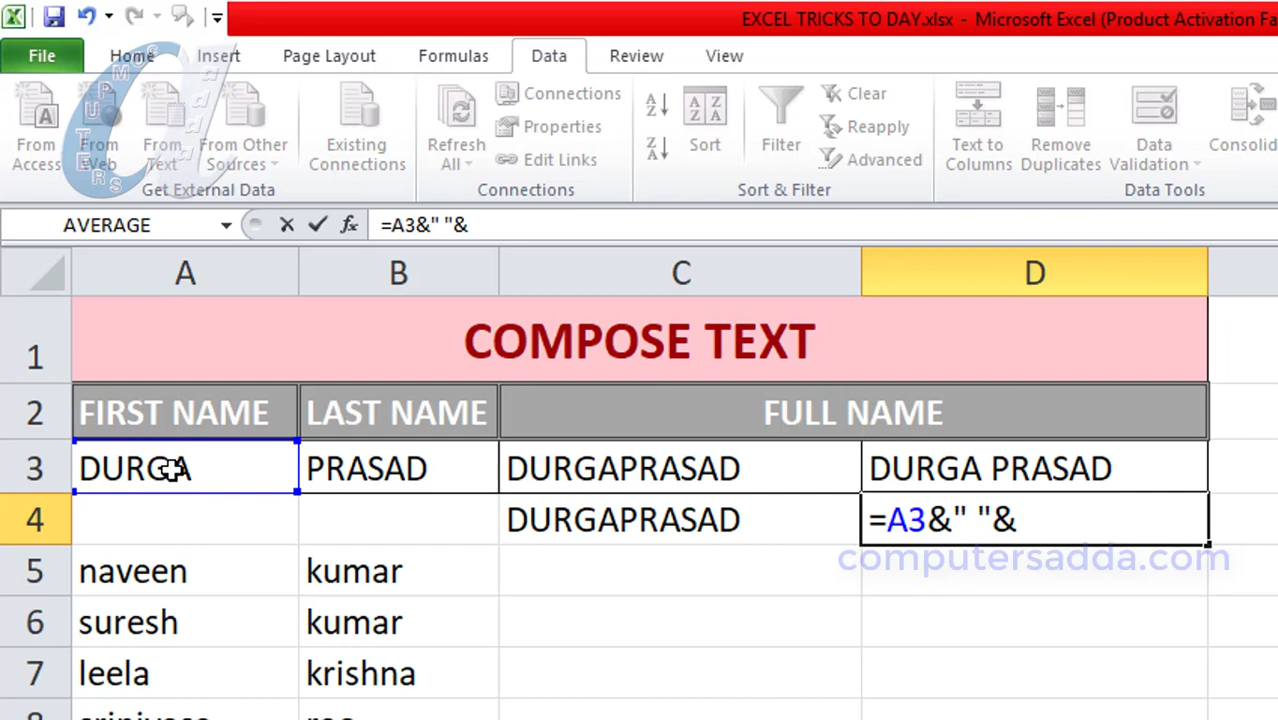 EXCEL TRICKS TO DAY.xlsx - Microsoft Excel (Product Activation Fa
File Home Insert Page Layout Formulas Data Review View
COMPUTERS adda
From Access
From Web
From Text
From Other Sources
Existing Connections
Refresh All
Connections
Properties
Edit Links
Sort
Filter
Clear
Reapply
Advanced
Text to Columns
Remove Duplicates
Data Validation
Consolid
Get External Data Connections Sort & Filter Data Tools
AVERAGE fx =A3&" "&
A B C D
1 COMPOSE TEXT
2 FIRST NAME LAST NAME FULL NAME
3 DURGA PRASAD DURGAPRASAD DURGA PRASAD
4 DURGAPRASAD =A3&" "&
computersadda.com
5 naveen kumar
6 suresh kumar
7 leela krishna